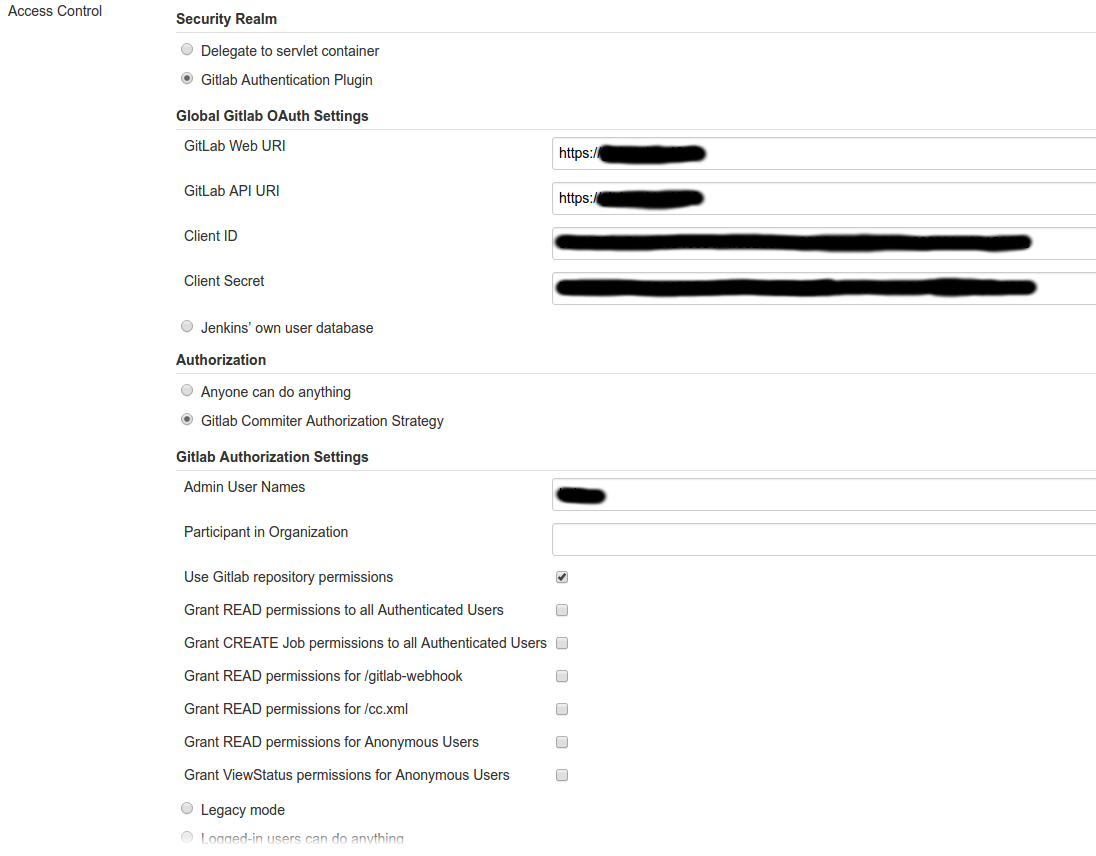 Access Control
Security Realm
Delegate to servlet container
Gitlab Authentication Plugin
Global Gitlab OAuth Settings
GitLab Web URI
https://
GitLab API URI
https:/
Client ID
Client Secret
Jenkins’ own user database
Authorization
Anyone can do anything
Gitlab Commiter Authorization Strategy
Gitlab Authorization Settings
Admin User Names
Participant in Organization
Use Gitlab repository permissions
Grant READ permissions to all Authenticated Users
Grant CREATE Job permissions to all Authenticated Users
Grant READ permissions for /gitlab-webhook
Grant READ permissions for /cc.xml
Grant READ permissions for Anonymous Users
Grant ViewStatus permissions for Anonymous Users
Legacy mode
Logged-in users can do anything